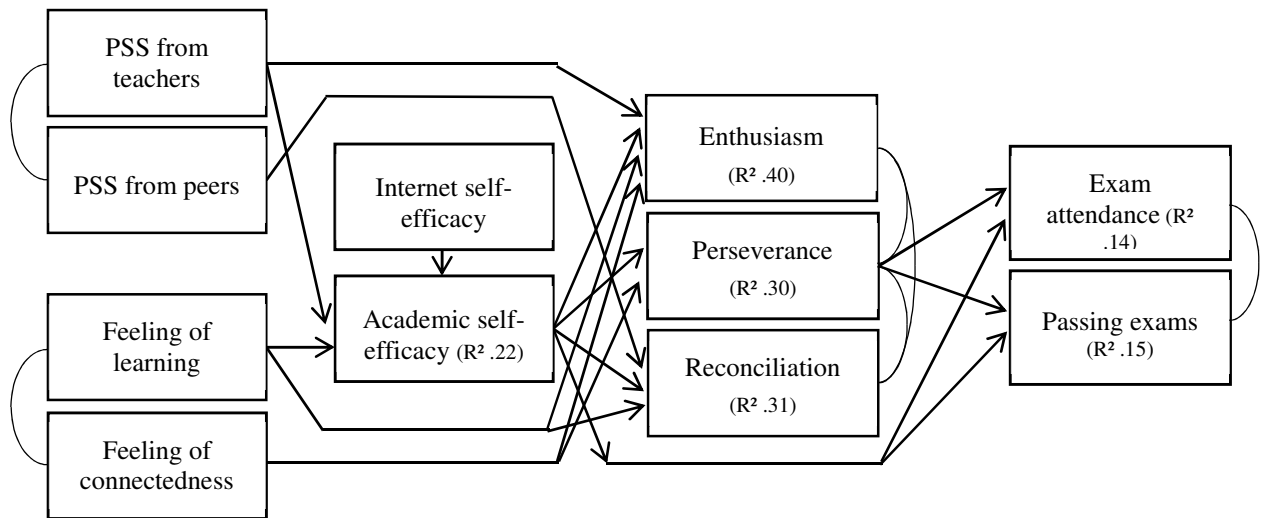 PSS from
teachers
PSS from peers
Feeling of
learning
Feeling of
connectedness
Internet self-
efficacy
Academic self-
efficacy (R² .22)
Enthusiasm
(R² .40)
Perseverance
(R² .30)
Reconciliation
(R² .31)
Exam
attendance (R²
.14)
Passing exams
(R² .15)